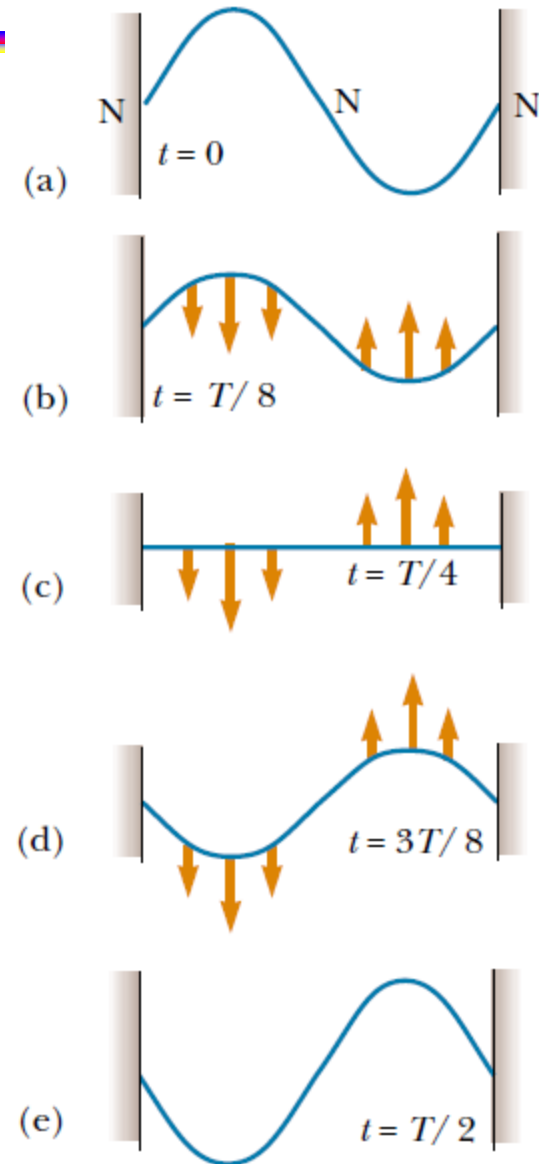 N N N
t = 0
(a)
(b) t = T/ 8
t = T/4
(c)
(d) t = 3T/ 8
(e) t = T/ 2